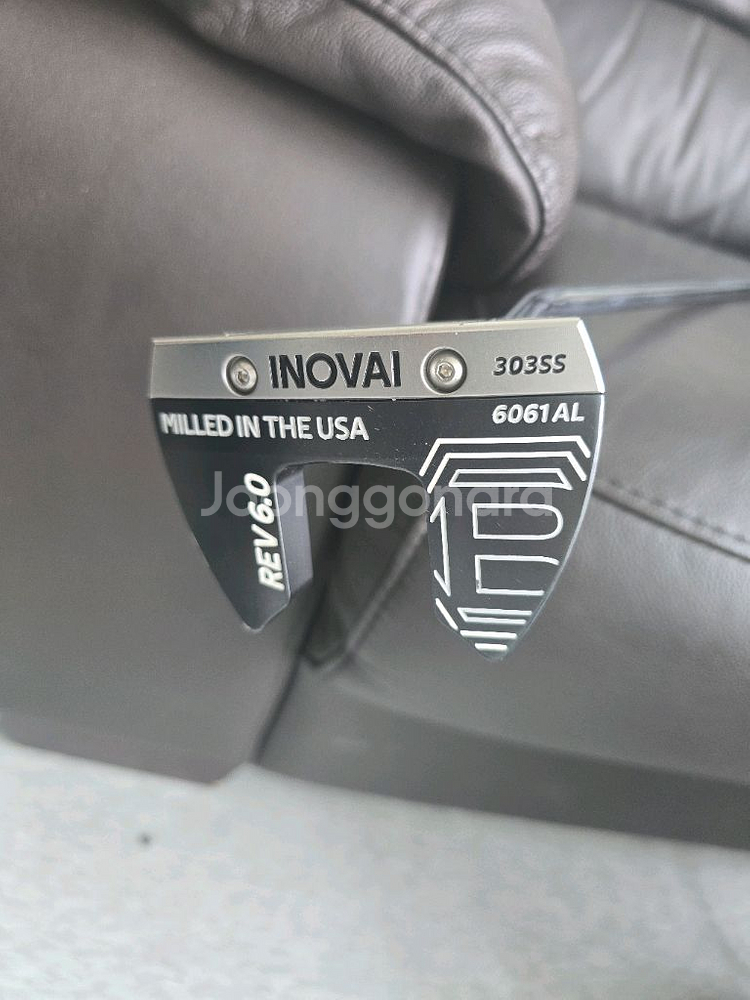 INOVAI
303SS
MILLED IN THE USA
6061AL
REV 6.0
B
Joonggonara